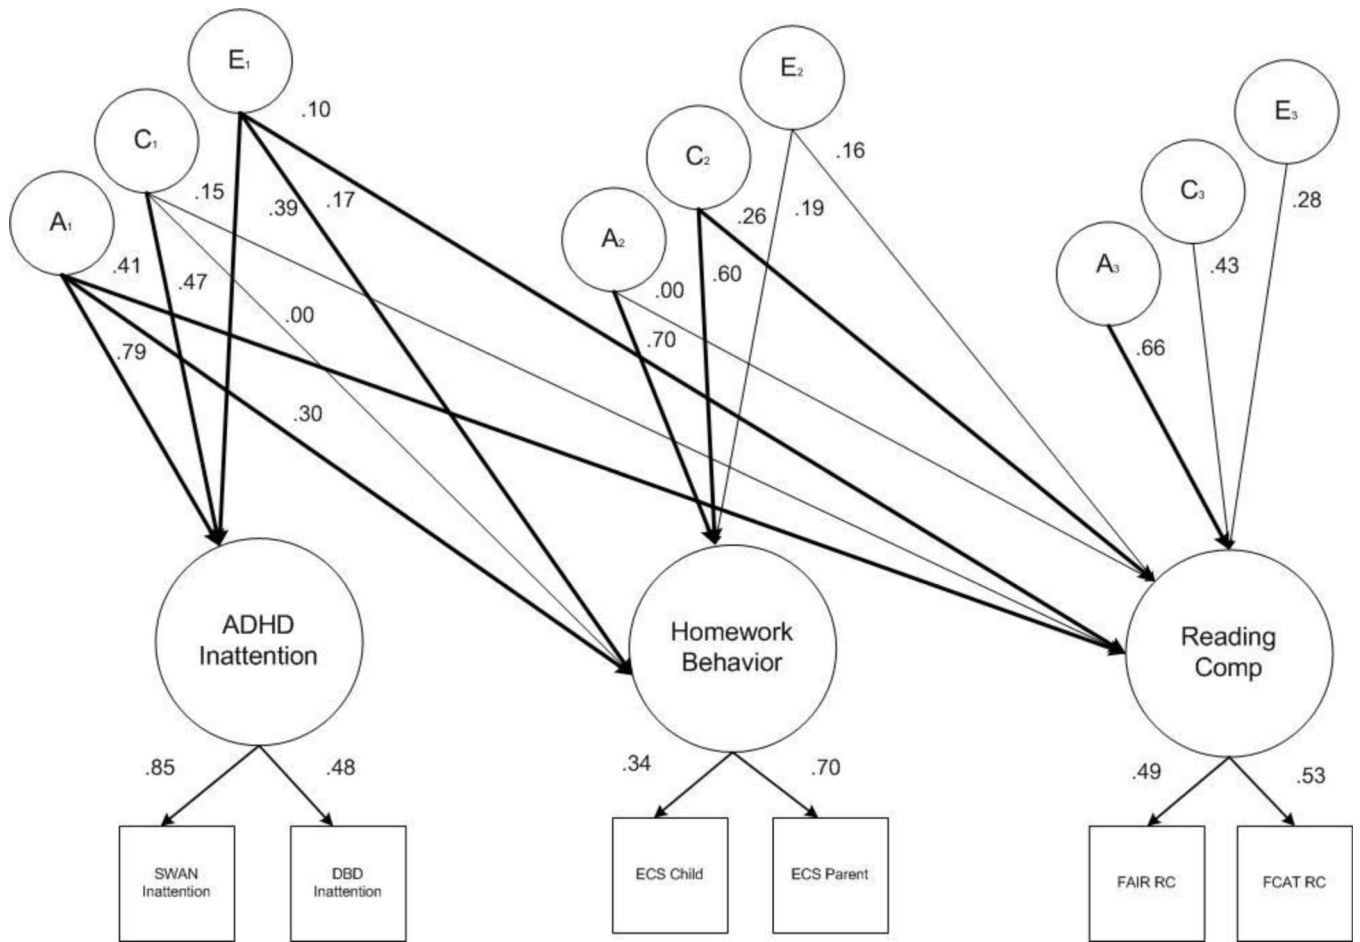 E1
E2
E3
C1
C2
C3
A1
A2
A3
.10
.16
.15
.39
.17
.26
.19
.28
.41
.47
.00
.60
.43
.79
.00
.70
.66
.30
ADHD
Inattention
Homework
Behavior
Reading
Comp
.85
.48
.34
.70
.49
.53
SWAN
Inattention
DBD
Inattention
ECS Child
ECS Parent
FAIR RC
FCAT RC